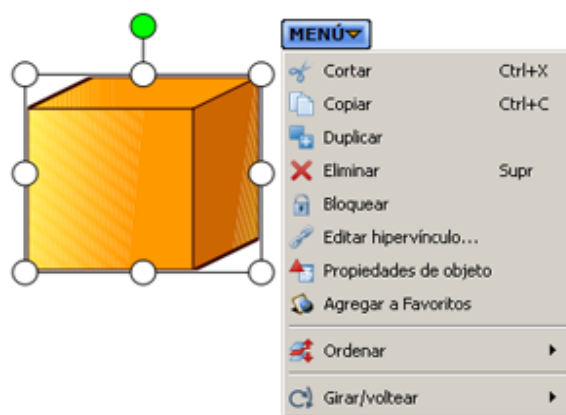 MENÚ
Cortar Ctrl+X
Copiar Ctrl+C
Duplicar
Eliminar Supr
Bloquear
Editar hipervínculo...
Propiedades de objeto
Agregar a Favoritos
Ordenar
Girar/voltear